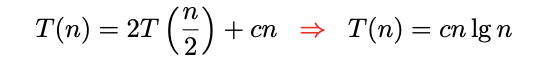 T(n) = 2T(n/2) + cn ⇒ T(n) = cn lg n